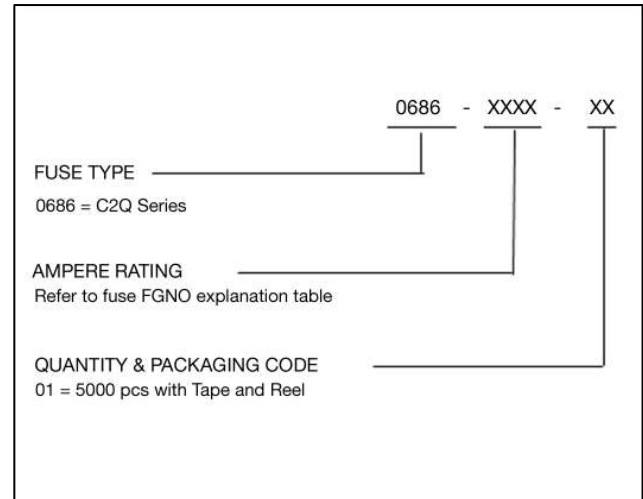 0686 - XXXX - XX
FUSE TYPE
0686 = C2Q Series
AMPERE RATING
Refer to fuse FGNO explanation table
QUANTITY & PACKAGING CODE
01 = 5000 pcs with Tape and Reel